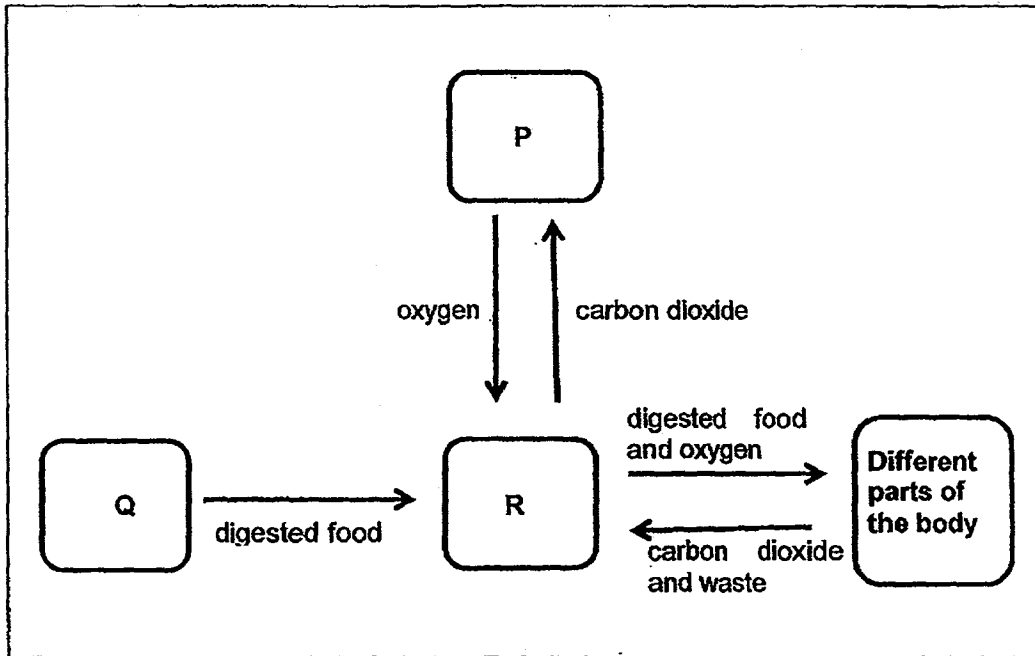 P
oxygen
carbon dioxide
Q
digested food
R
digested food
and oxygen
carbon dioxide
and waste
Different
parts of
the body